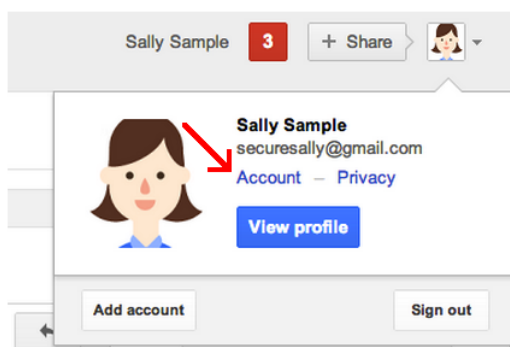 Sally Sample 3 + Share
Sally Sample
securesally@gmail.com
Account – Privacy
View profile
Add account Sign out